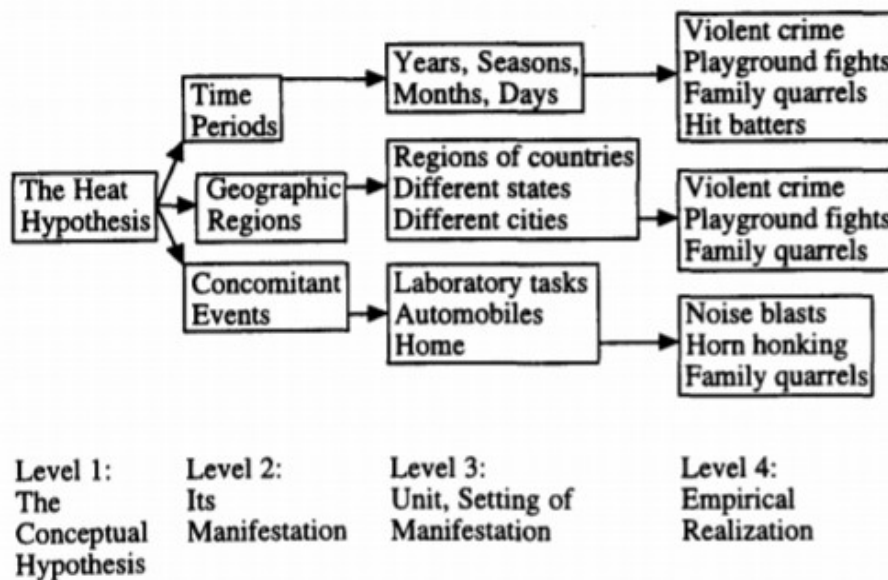 Violent crime
Playground fights
Family quarrels
Hit batters
Years, Seasons,
Months, Days
Time
Periods
Regions of countries
Different states
Different cities
The Heat
Hypothesis
Geographic
Regions
Violent crime
Playground fights
Family quarrels
Concomitant
Events
Laboratory tasks
Automobiles
Home
Noise blasts
Horn honking
Family quarrels
Level 1:
The
Conceptual
Hypothesis
Level 2:
Its
Manifestation
Level 3:
Unit, Setting of
Manifestation
Level 4:
Empirical
Realization